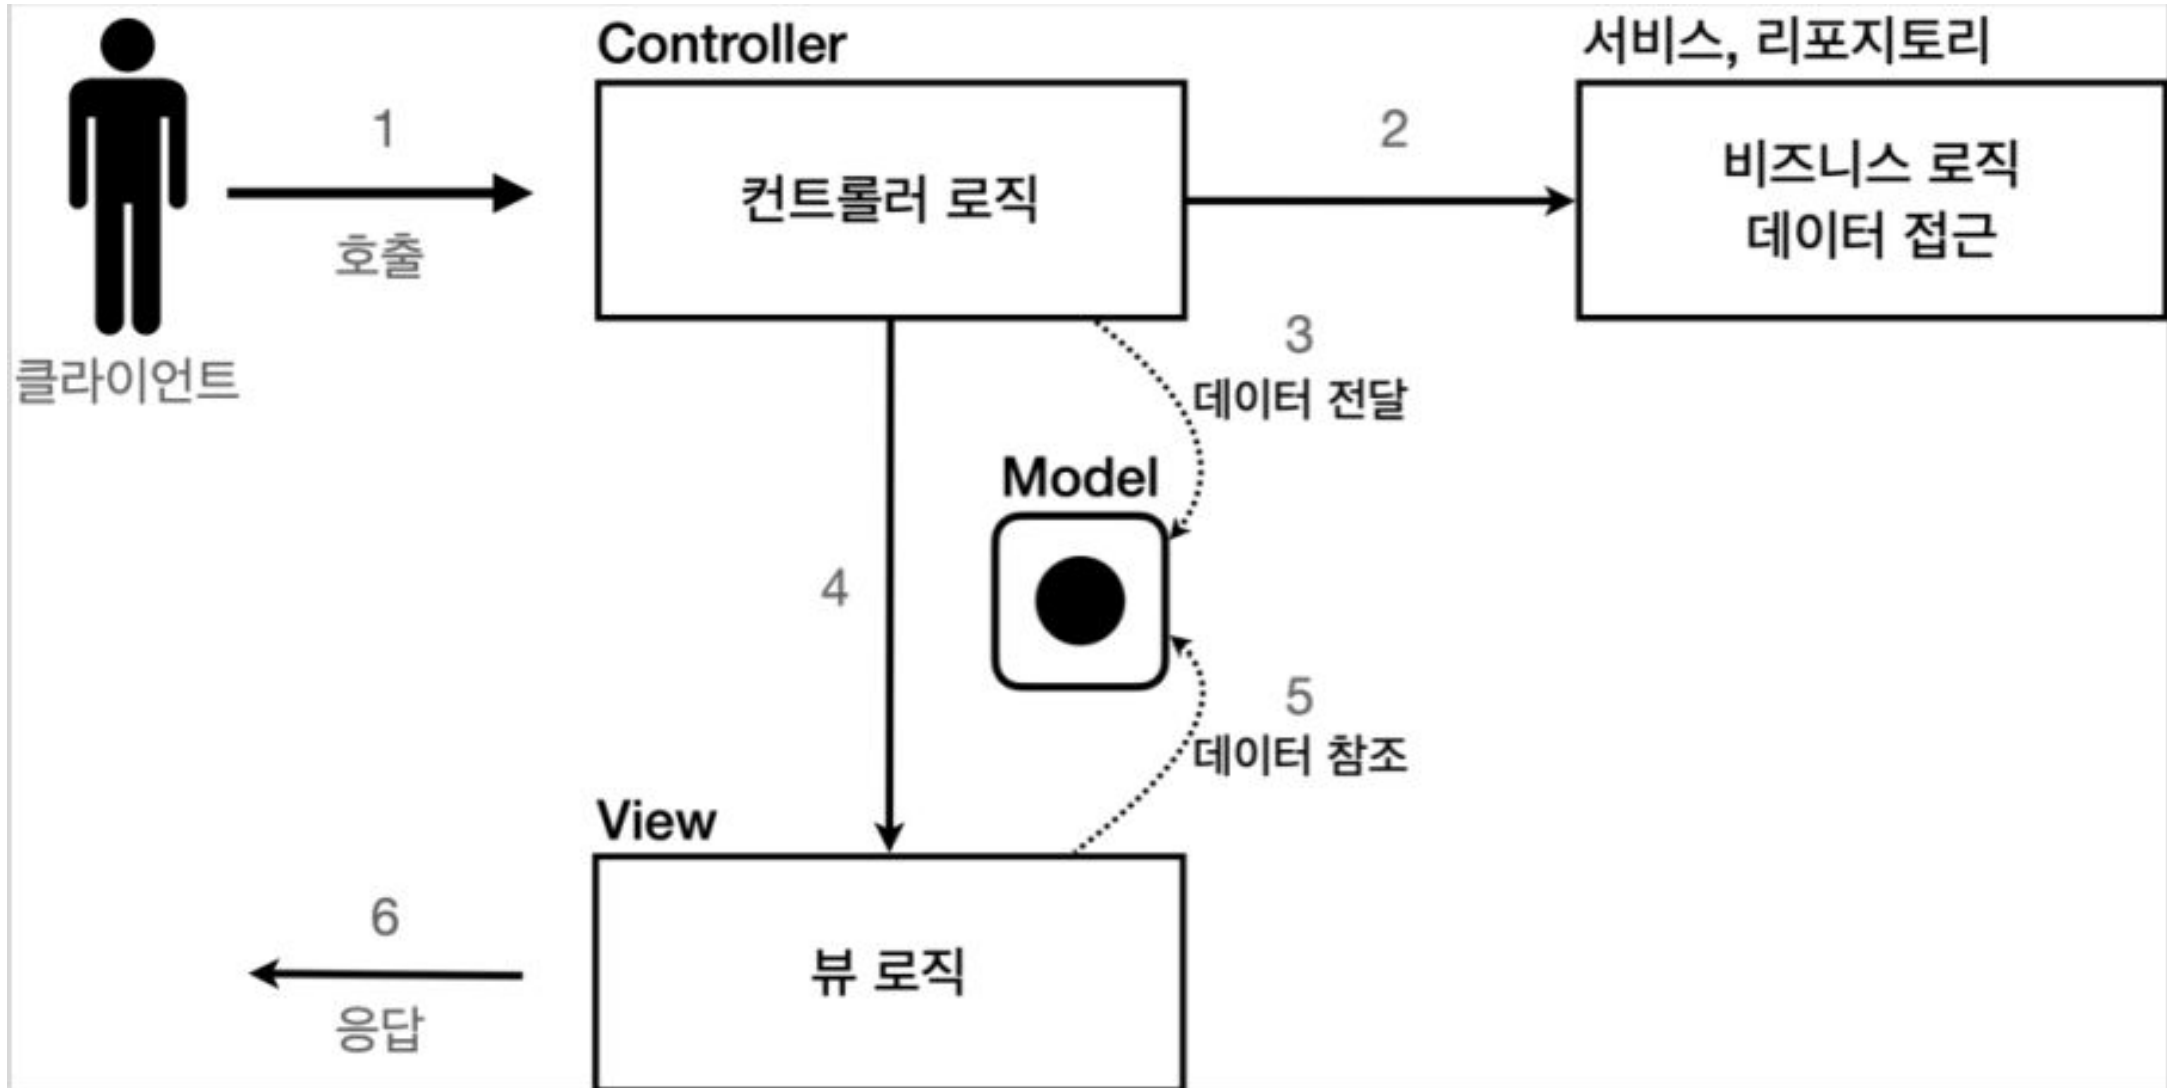 Controller
서비스, 리포지토리
1
호출
클라이언트
컨트롤러 로직
2
비즈니스 로직
데이터 접근
3
데이터 전달
Model
4
5
데이터 참조
View
뷰 로직
6
응답